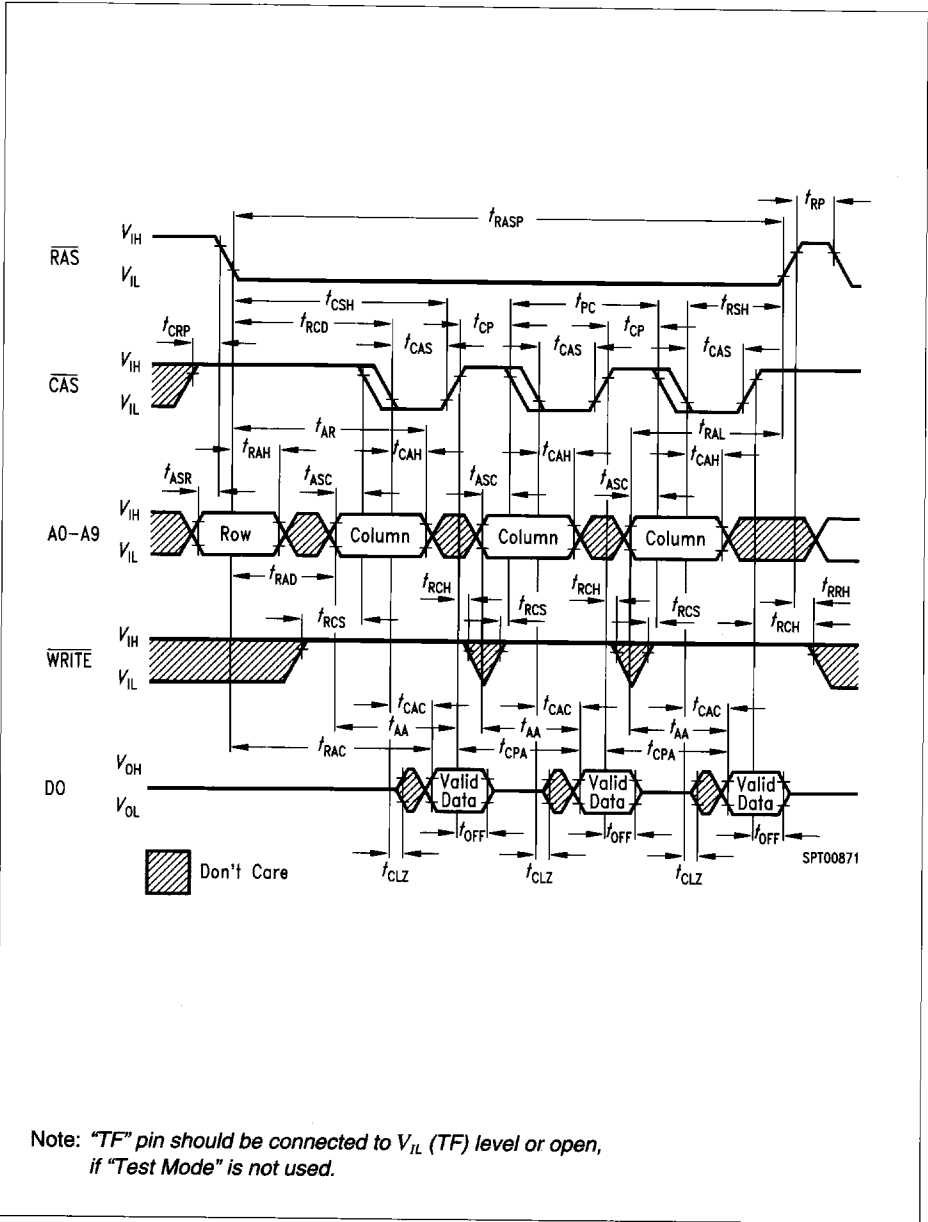 tRP
tRASP
RAS VIH
VIL
tCSH tPC tRSH
tCRP tRCD tCP tCP
tCAS tCAS tCAS
CAS VIH
VIL
tAR tRAL
tRAH tCAH tCAH tCAH
tASR tASC tASC tASC
A0-A9 VIH
VIL
Row Column Column Column
tRAD tRCH tRCH tRRH
tRCS tRCS tRCS tRCH
WRITE VIH
VIL
tCAC tCAC tCAC
tAA tAA tAA
tRAC tCPA tCPA
DO VOH
VOL
Valid Data Valid Data Valid Data
tOFF tOFF tOFF
SPT00871
Don't Care
tCLZ tCLZ tCLZ
Note: "TF" pin should be connected to VIL (TF) level or open,
if "Test Mode" is not used.